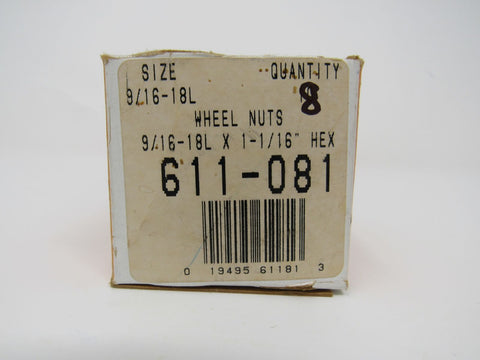 SIZE QUANTITY
9/16-18L 8
WHEEL NUTS
9/16-18L X 1-1/16" HEX
611-081
0 19495 61181 3